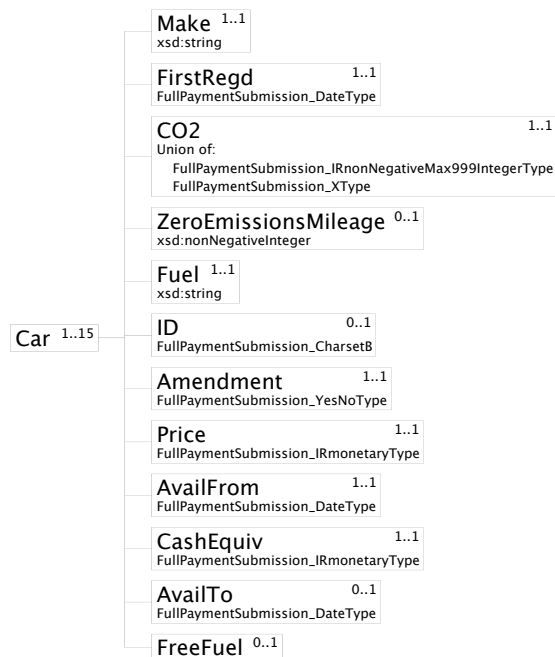 Make 1..1
xsd:string
FirstRegd 1..1
FullPaymentSubmission_DateType
CO2 1..1
Union of:
FullPaymentSubmission_IRnonNegativeMax999IntegerType
FullPaymentSubmission_XType
ZeroEmissionsMileage 0..1
xsd:nonNegativeInteger
Fuel 1..1
xsd:string
Car 1..15
ID 0..1
FullPaymentSubmission_CharsetB
Amendment 1..1
FullPaymentSubmission_YesNoType
Price 1..1
FullPaymentSubmission_IRmonetaryType
AvailFrom 1..1
FullPaymentSubmission_DateType
CashEquiv 1..1
FullPaymentSubmission_IRmonetaryType
AvailTo 0..1
FullPaymentSubmission_DateType
FreeFuel 0..1